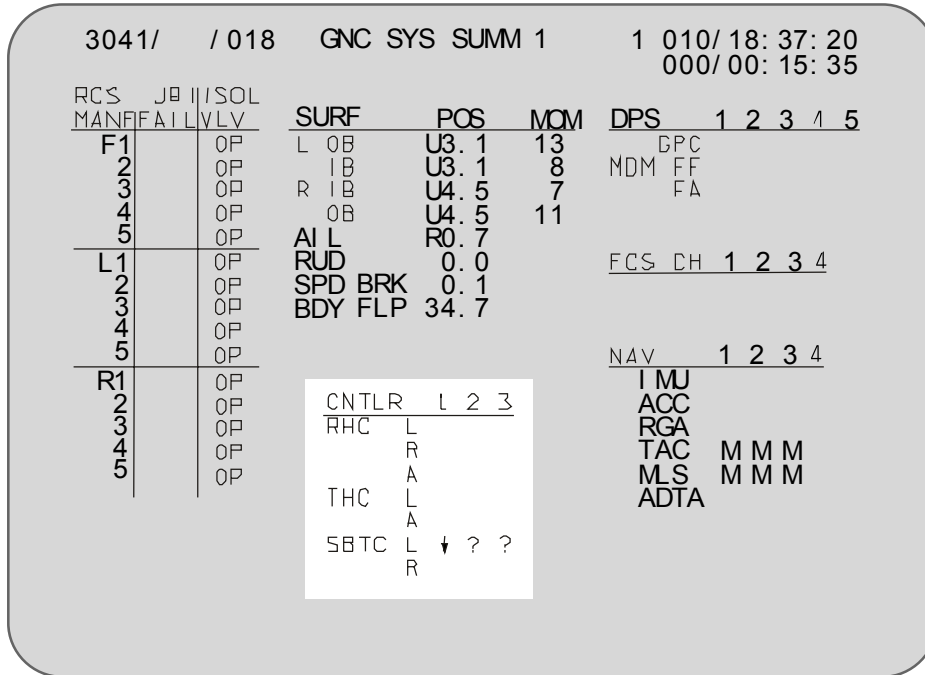 3041/ / 018 GNC SYS SUMM 1 1 010/ 18: 37: 20
000/ 00: 15: 35
RCS JET ISOL
MANF FAIL VLV
F1 OP
2 OP
3 OP
4 OP
5 OP
L1 OP
2 OP
3 OP
4 OP
5 OP
R1 OP
2 OP
3 OP
4 OP
5 OP
SURF POS MOM
L OB U3. 1 13
IB U3. 1 8
R IB U4. 5 7
OB U4. 5 11
AIL R0. 7
RUD 0. 0
SPD BRK 0. 1
BDY FLP 34. 7
CNTLR 1 2 3
RHC L
R
A
THC L
A
SBTC L ↓ ? ?
R
DPS 1 2 3 4 5
GPC
MDM FF
FA
FCS CH 1 2 3 4
NAV 1 2 3 4
IMU
ACC
RGA
TAC M M M
MLS M M M
ADTA